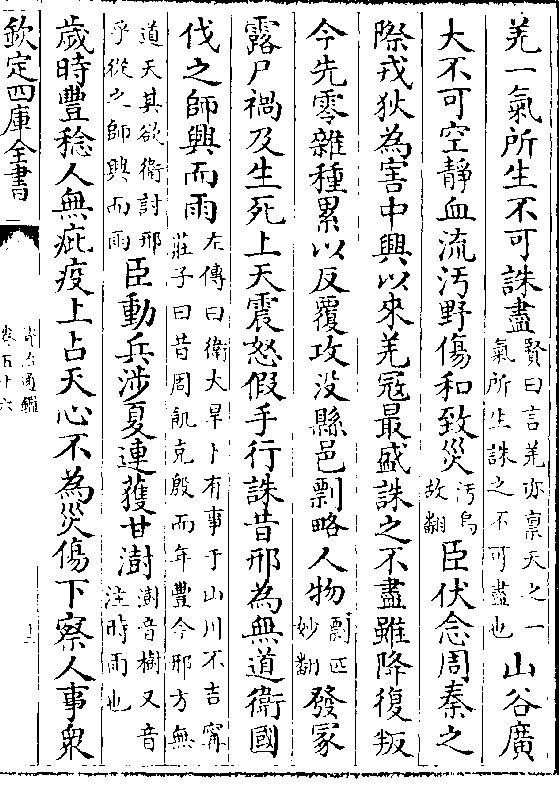 羌一氣所生不可誅盡賢曰言羌亦禀天之一氣所生誅之不可盡也山谷廣
大不可空靜血流汚野傷和致災汚烏故翻臣伏念周秦之
際戎狄為害中興以來羌寇最盛誅之不盡雖降復叛
今先零雜種累以反覆攻没縣邑剽略人物剽匹妙翻發冢
露尸禍及生死上天震怒假手行誅昔邢為無道衛國
伐之師興而雨左傳曰衛大旱卜有事于山川不吉甯莊子曰昔周飢克殷而年豐今邢方無
道天其欲衛討邢乎從之師興而雨臣動兵涉夏連獲甘澍澍音樹又音注時雨也
歲時豐稔人無疵疫上占天心不為災傷下察人事衆
欽定四庫全書
資治通鑑
卷五十六